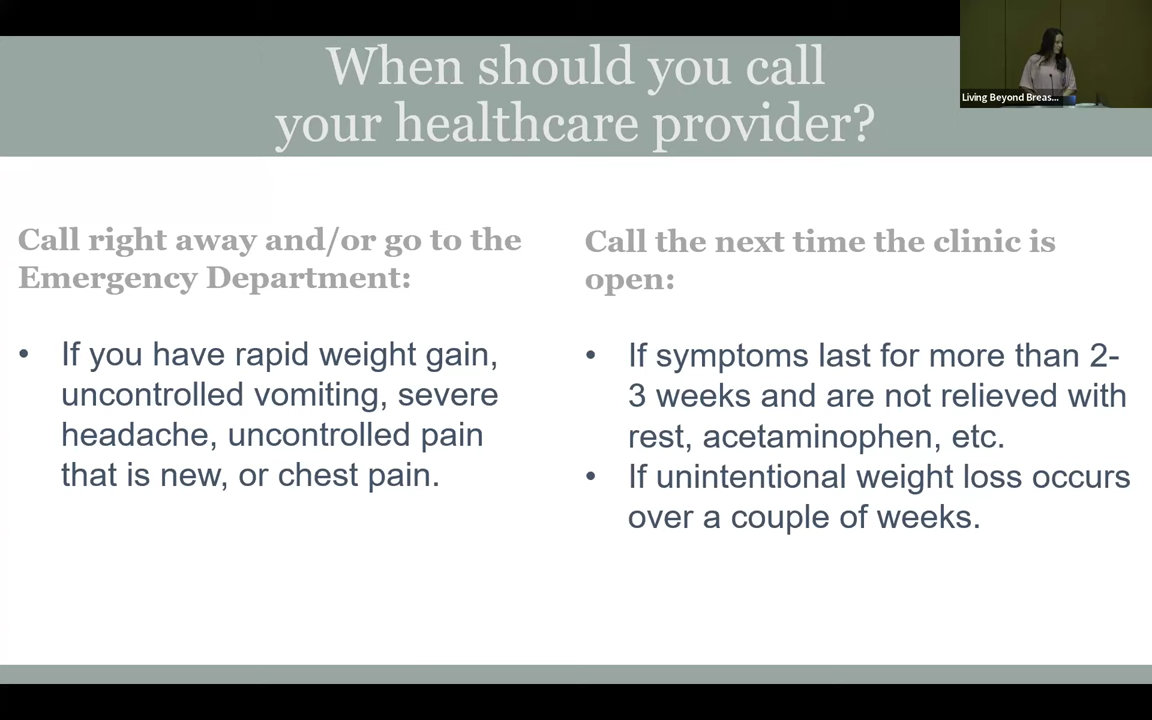 When should you call
your healthcare provider?
Living Beyond Breas...
Call right away and/or go to the
Emergency Department:
• If you have rapid weight gain,
uncontrolled vomiting, severe
headache, uncontrolled pain
that is new, or chest pain.
Call the next time the clinic is
open:
• If symptoms last for more than 2-
3 weeks and are not relieved with
rest, acetaminophen, etc.
• If unintentional weight loss occurs
over a couple of weeks.